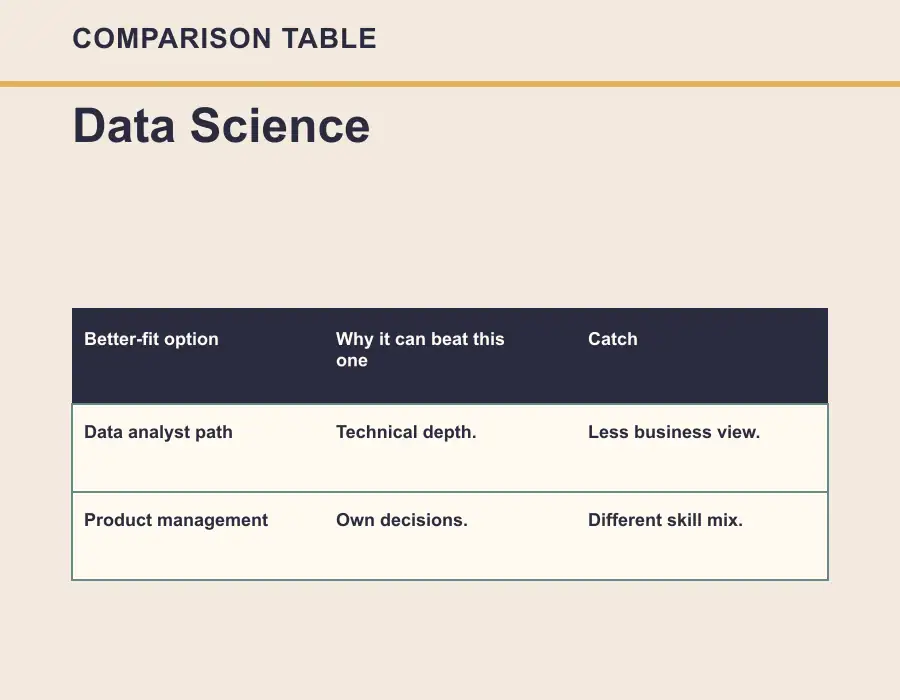 COMPARISON TABLE
Data Science
Better-fit option
Why it can beat this
one
Catch
Data analyst path
Technical depth.
Less business view.
Product management
Own decisions.
Different skill mix.